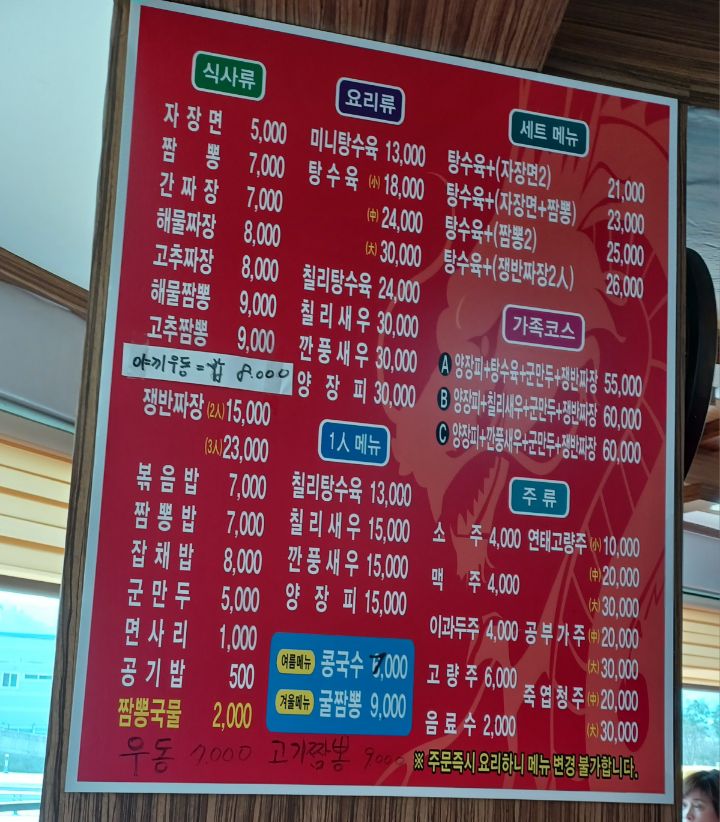 식사류
자장면 5,000
짬뽕 7,000
간짜장 7,000
해물짜장 8,000
고추짜장 8,000
해물짬뽕 9,000
고추짬뽕 9,000
야끼우동 = 밥 8.000
쟁반짜장 (2人) 15,000
(3人) 23,000
볶음밥 7,000
짬뽕밥 7,000
잡채밥 8,000
군만두 5,000
면사리 1,000
공기밥 500
짬뽕국물 2,000
우동 7.000 고기짬뽕 9000
요리류
미니탕수육 13,000
탕수육 (小) 18,000
(中) 24,000
(大) 30,000
칠리탕수육 24,000
칠리새우 30,000
깐풍새우 30,000
양장피 30,000
1人 메뉴
칠리탕수육 13,000
칠리새우 15,000
깐풍새우 15,000
양장피 15,000
여름메뉴 콩국수 7,000
겨울메뉴 굴짬뽕 9,000
세트 메뉴
탕수육+(자장면2) 21,000
탕수육+(자장면+짬뽕) 23,000
탕수육+(짬뽕2) 25,000
탕수육+(쟁반짜장2人) 26,000
가족코스
A 양장피+탕수육+군만두+쟁반짜장 55,000
B 양장피+칠리새우+군만두+쟁반짜장 60,000
C 양장피+깐풍새우+군만두+쟁반짜장 60,000
주류
소주 4,000
맥주 4,000
이과두주 4,000
고량주 6,000
음료수 2,000
연태고량주 (小) 10,000
(中) 20,000
(大) 30,000
공부가주 (中) 20,000
(大) 30,000
죽엽청주 (中) 20,000
(大) 30,000
※ 주문즉시 요리하니 메뉴 변경 불가합니다.